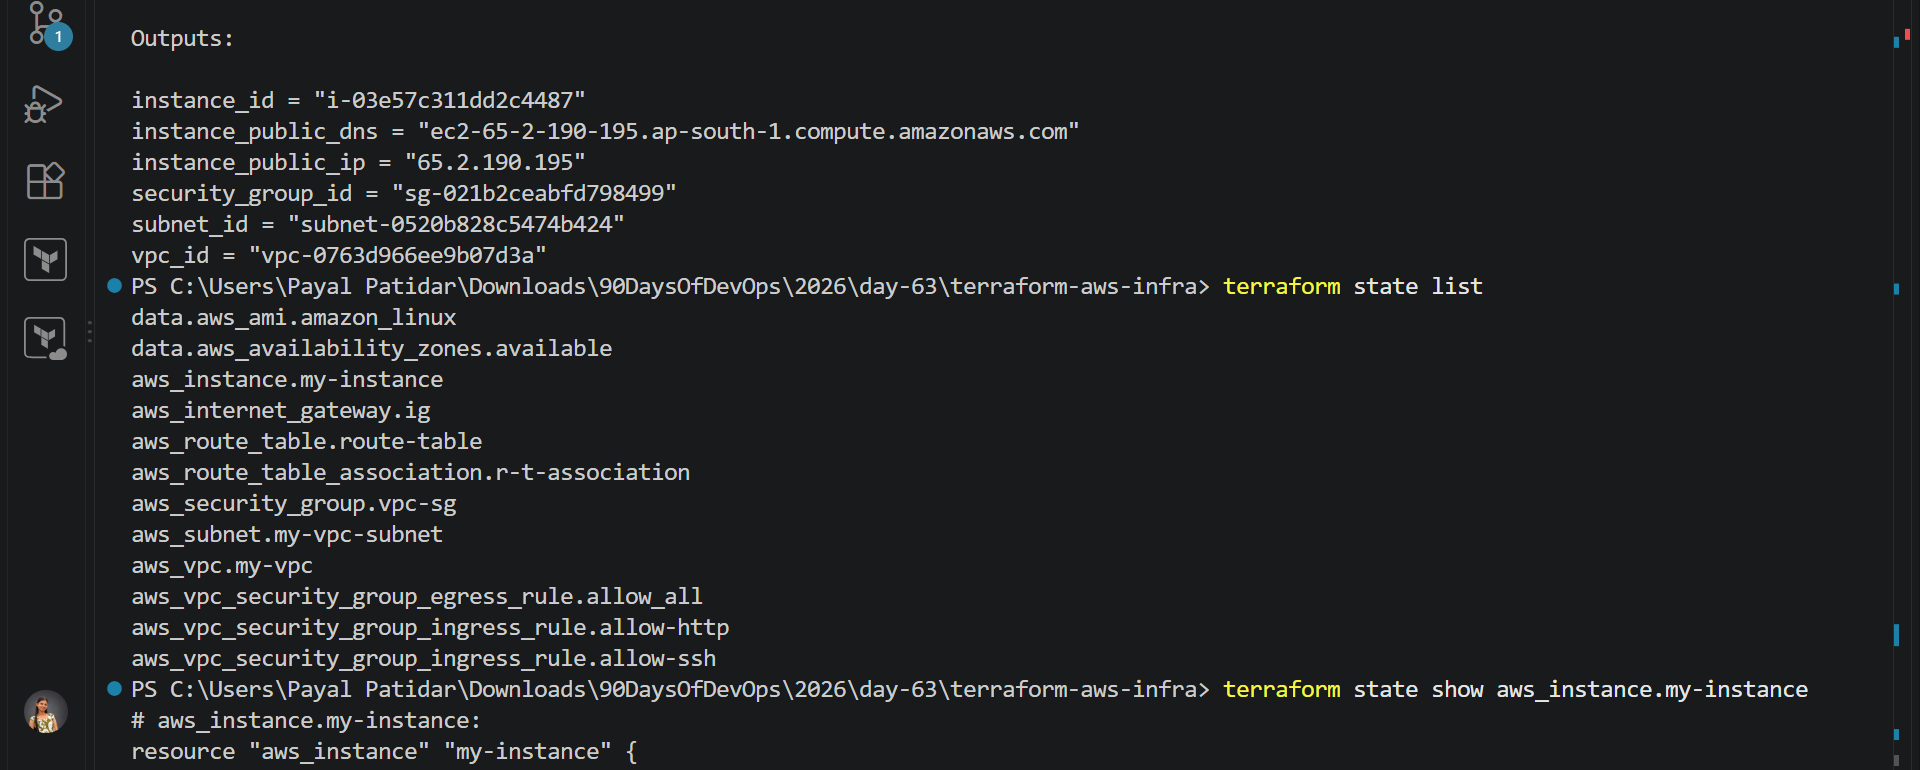 1
Outputs:
instance_id = "i-03e57c311dd2c4487"
instance_public_dns = "ec2-65-2-190-195.ap-south-1.compute.amazonaws.com"
instance_public_ip = "65.2.190.195"
security_group_id = "sg-021b2ceabfd798499"
subnet_id = "subnet-0520b828c5474b424"
vpc_id = "vpc-0763d966ee9b07d3a"
PS C:\Users\Payal Patidar\Downloads\90DaysOfDevOps\2026\day-63\terraform-aws-infra> terraform state list
data.aws_ami.amazon_linux
data.aws_availability_zones.available
aws_instance.my-instance
aws_internet_gateway.ig
aws_route_table.route-table
aws_route_table_association.r-t-association
aws_security_group.vpc-sg
aws_subnet.my-vpc-subnet
aws_vpc.my-vpc
aws_vpc_security_group_egress_rule.allow_all
aws_vpc_security_group_ingress_rule.allow-http
aws_vpc_security_group_ingress_rule.allow-ssh
PS C:\Users\Payal Patidar\Downloads\90DaysOfDevOps\2026\day-63\terraform-aws-infra> terraform state show aws_instance.my-instance
# aws_instance.my-instance:
resource "aws_instance" "my-instance" {